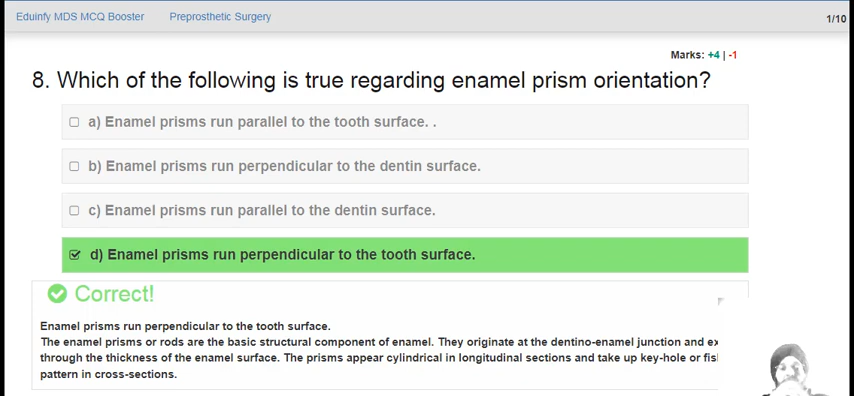 Eduinfy MDS MCQ Booster Preprosthetic Surgery 1/10
Marks: +4 | -1
8. Which of the following is true regarding enamel prism orientation?
a) Enamel prisms run parallel to the tooth surface. .
b) Enamel prisms run perpendicular to the dentin surface.
c) Enamel prisms run parallel to the dentin surface.
d) Enamel prisms run perpendicular to the tooth surface.
Correct!
Enamel prisms run perpendicular to the tooth surface.
The enamel prisms or rods are the basic structural component of enamel. They originate at the dentino-enamel junction and
through the thickness of the enamel surface. The prisms appear cylindrical in longitudinal sections and take up key-hole or
pattern in cross-sections.